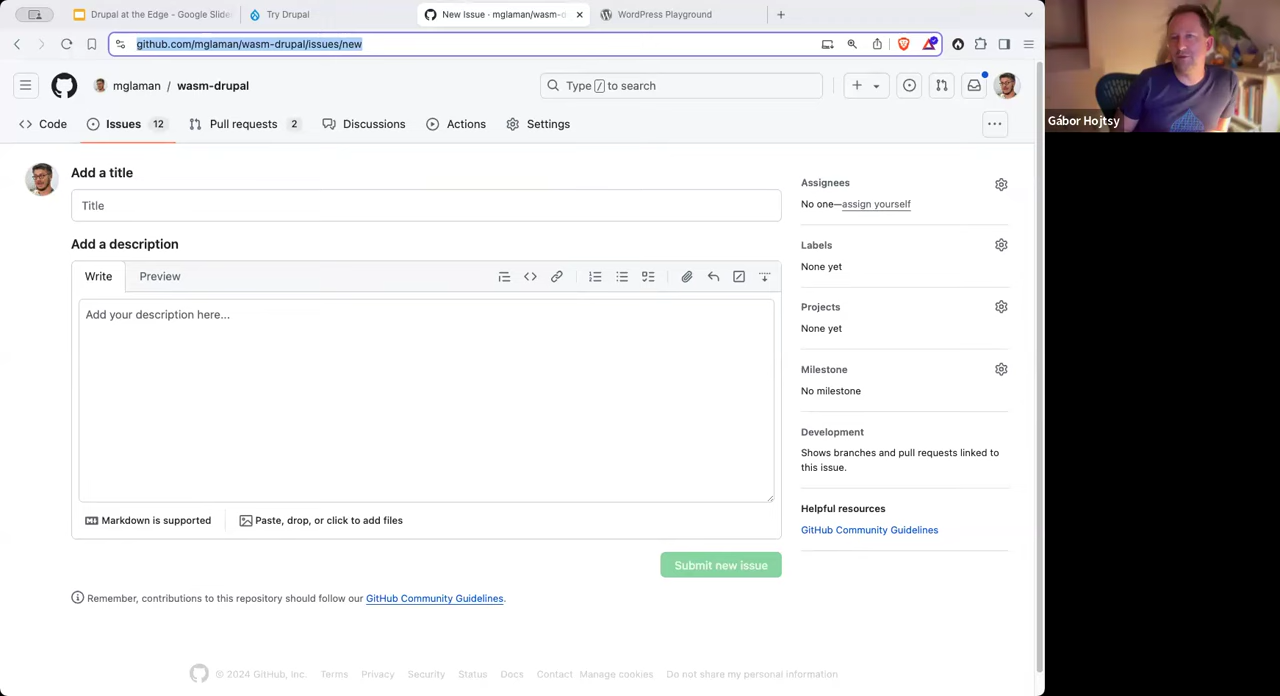 Drupal at the Edge - Google Slide
Try Drupal
New Issue · mglaman/wasm-d
WordPress Playground
github.com/mglaman/wasm-drupal/issues/new
mglaman / wasm-drupal
Type / to search
Code
Issues 12
Pull requests 2
Discussions
Actions
Settings
Gábor Hojtsy
Add a title
Title
Add a description
Write
Preview
Add your description here...
Markdown is supported
Paste, drop, or click to add files
Submit new issue
Remember, contributions to this repository should follow our GitHub Community Guidelines.
Assignees
No one—assign yourself
Labels
None yet
Projects
None yet
Milestone
No milestone
Development
Shows branches and pull requests linked to
this issue.
Helpful resources
GitHub Community Guidelines
© 2024 GitHub, Inc. Terms Privacy Security Status Docs Contact Manage cookies Do not share my personal information